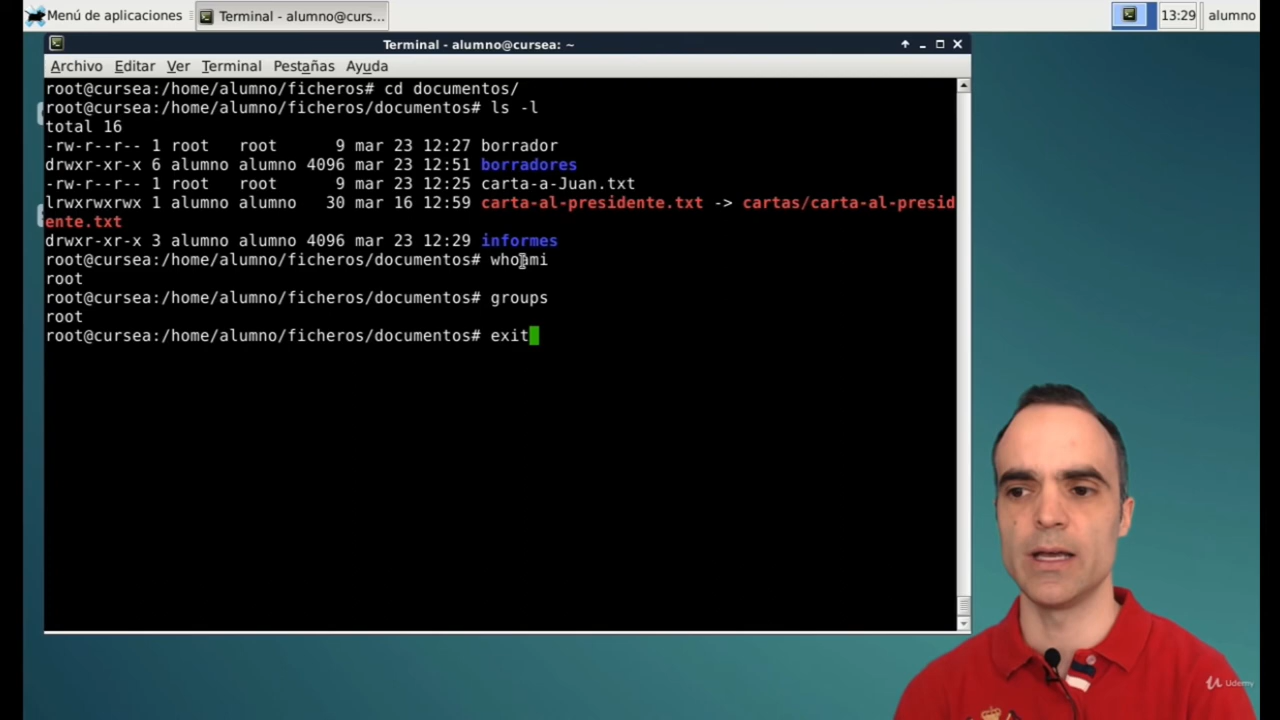 Menú de aplicaciones
Terminal - alumno@curs...
13:29
alumno
Terminal - alumno@cursea: ~
Archivo Editar Ver Terminal Pestañas Ayuda
root@cursea:/home/alumno/ficheros# cd documentos/
root@cursea:/home/alumno/ficheros/documentos# ls -l
total 16
-rw-r--r-- 1 root   root      9 mar 23 12:27 borrador
drwxr-xr-x 6 alumno alumno 4096 mar 23 12:51 borradores
-rw-r--r-- 1 root   root      9 mar 23 12:25 carta-a-Juan.txt
lrwxrwxrwx 1 alumno alumno   30 mar 16 12:59 carta-al-presidente.txt -> cartas/carta-al-presid
ente.txt
drwxr-xr-x 3 alumno alumno 4096 mar 23 12:29 informes
root@cursea:/home/alumno/ficheros/documentos# whoami
root
root@cursea:/home/alumno/ficheros/documentos# groups
root
root@cursea:/home/alumno/ficheros/documentos# exit
Udemy